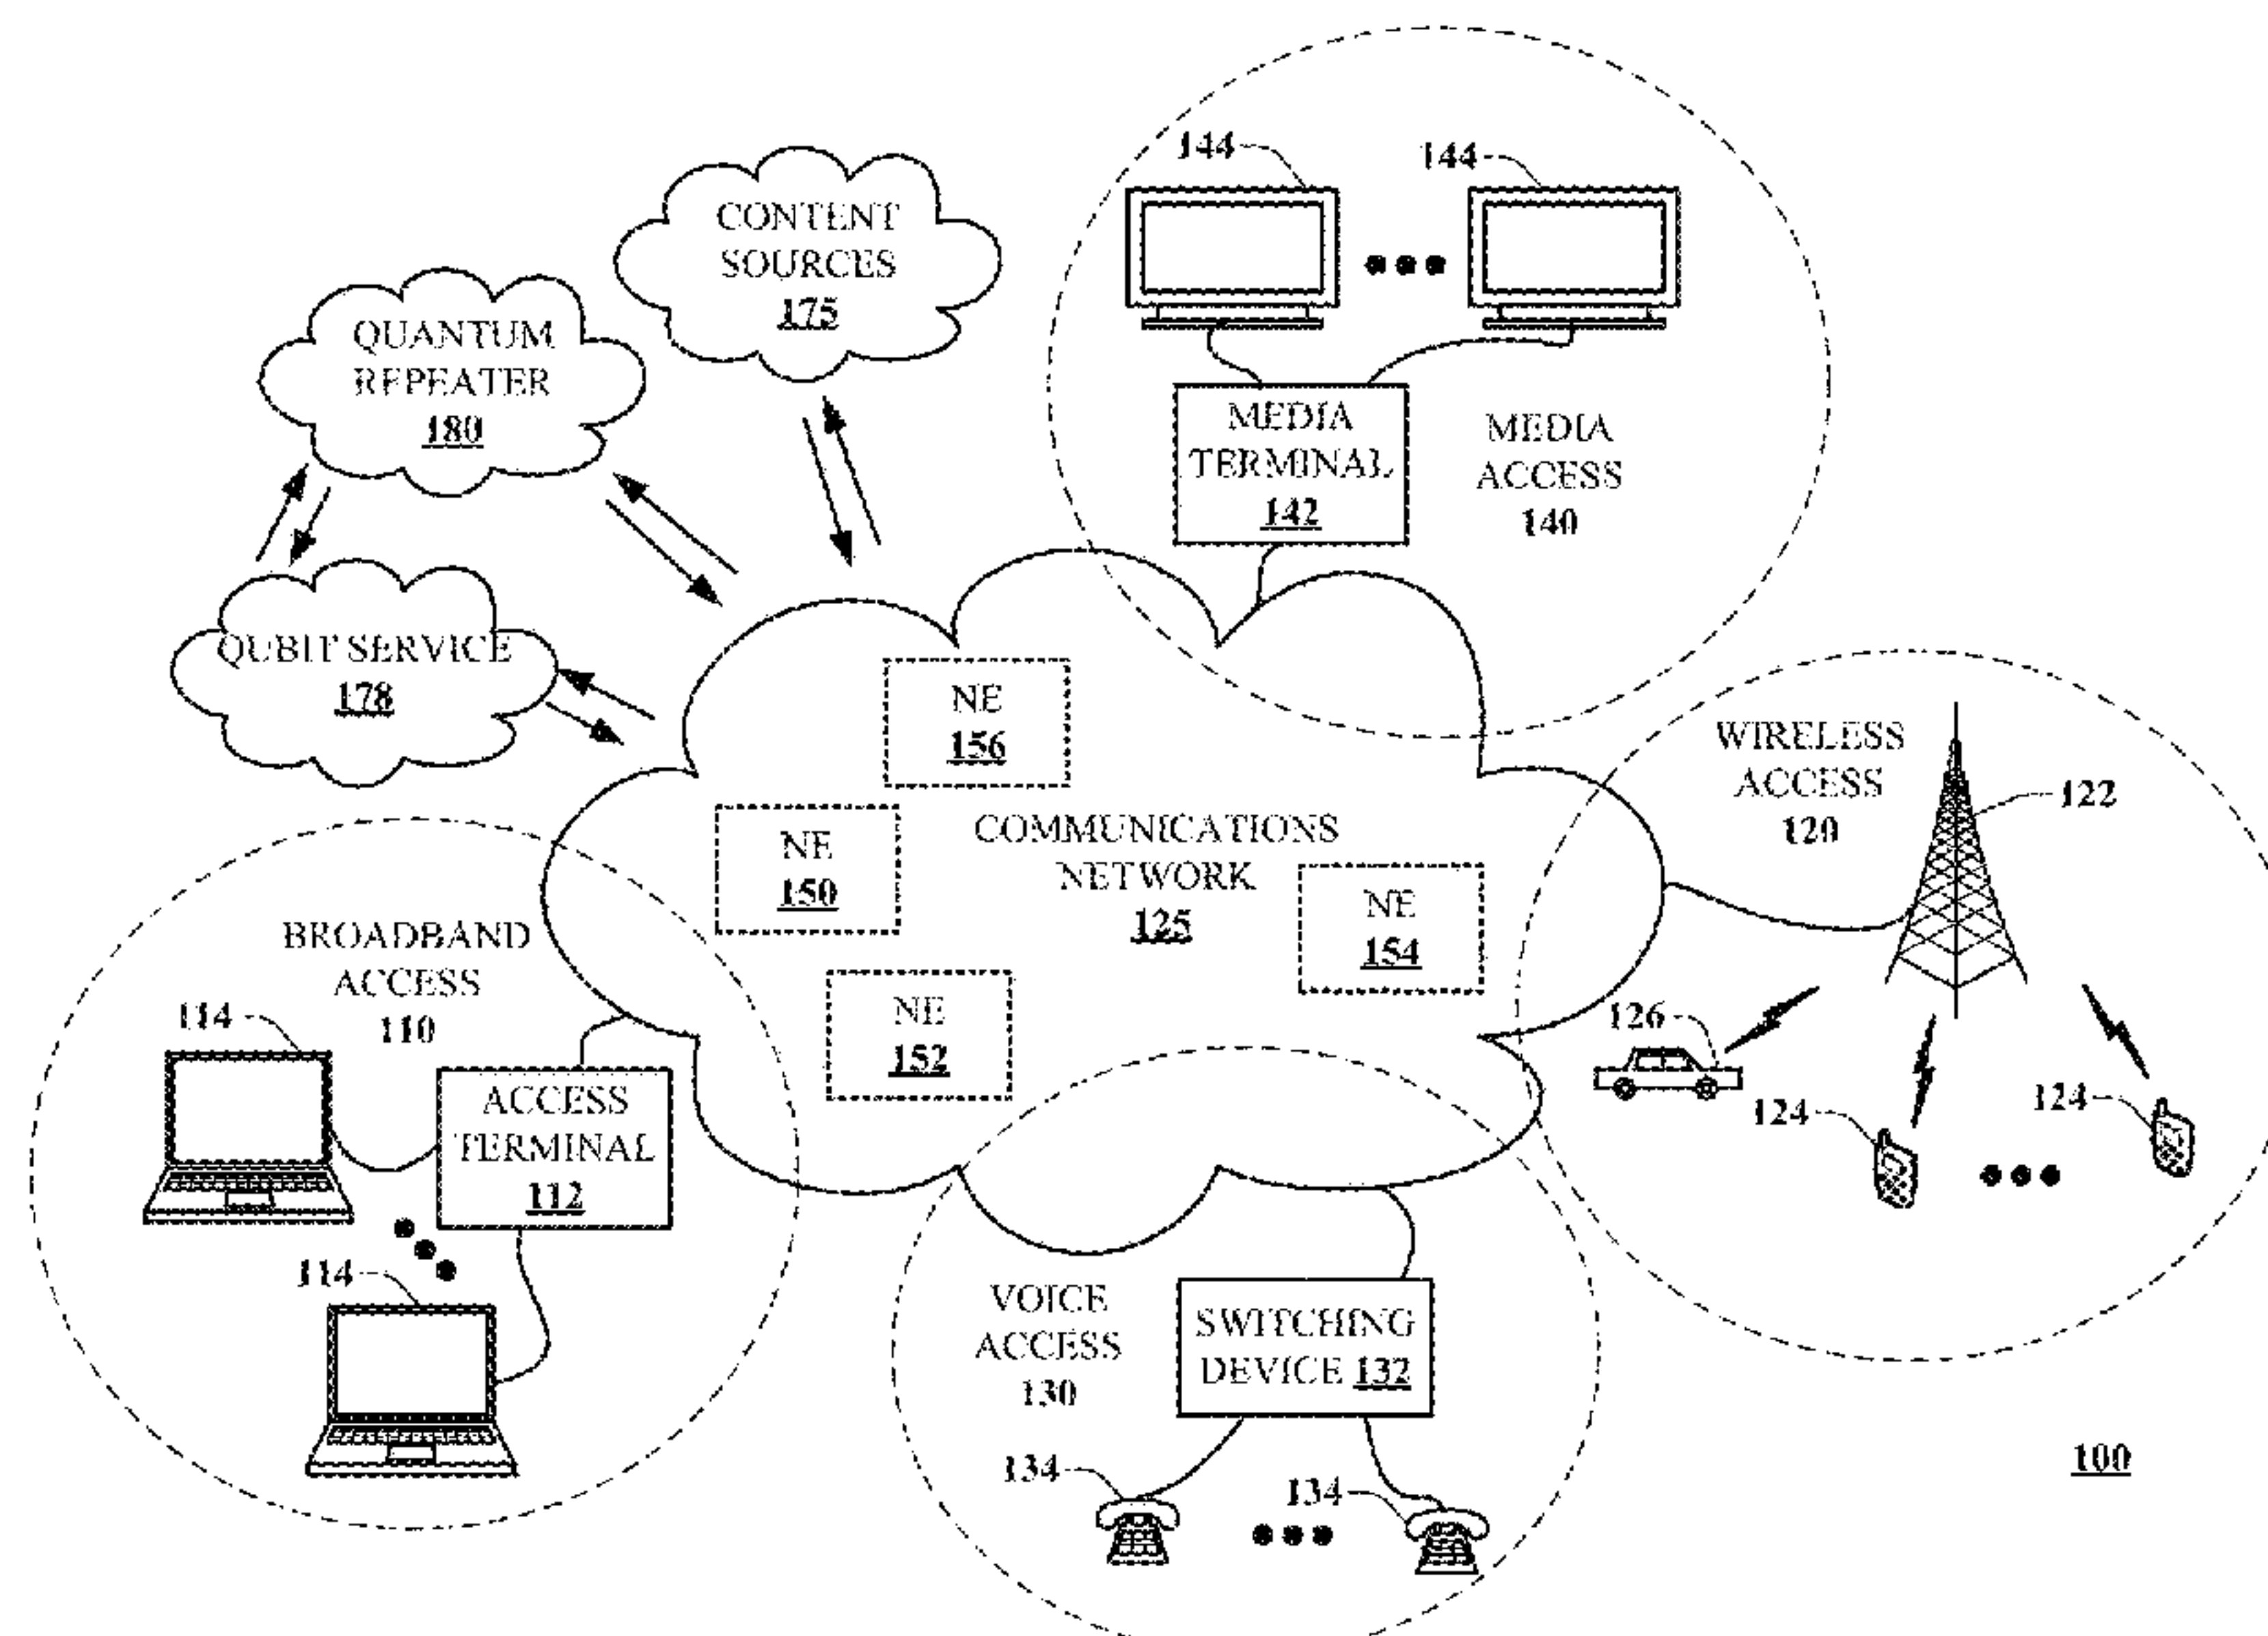 144
144
CONTENT
SOURCES
175
QUANTUM
REPEATER
180
MEDIA
TERMINAL
142
MEDIA
ACCESS
140
QUBIT SERVICE
178
NE
156
WIRELESS
ACCESS
120
122
NE
150
COMMUNICATIONS
NETWORK
125
NE
154
BROADBAND
ACCESS
110
114
NE
152
126
124
124
ACCESS
TERMINAL
112
114
VOICE
ACCESS
130
SWITCHING
DEVICE 132
134
134
100